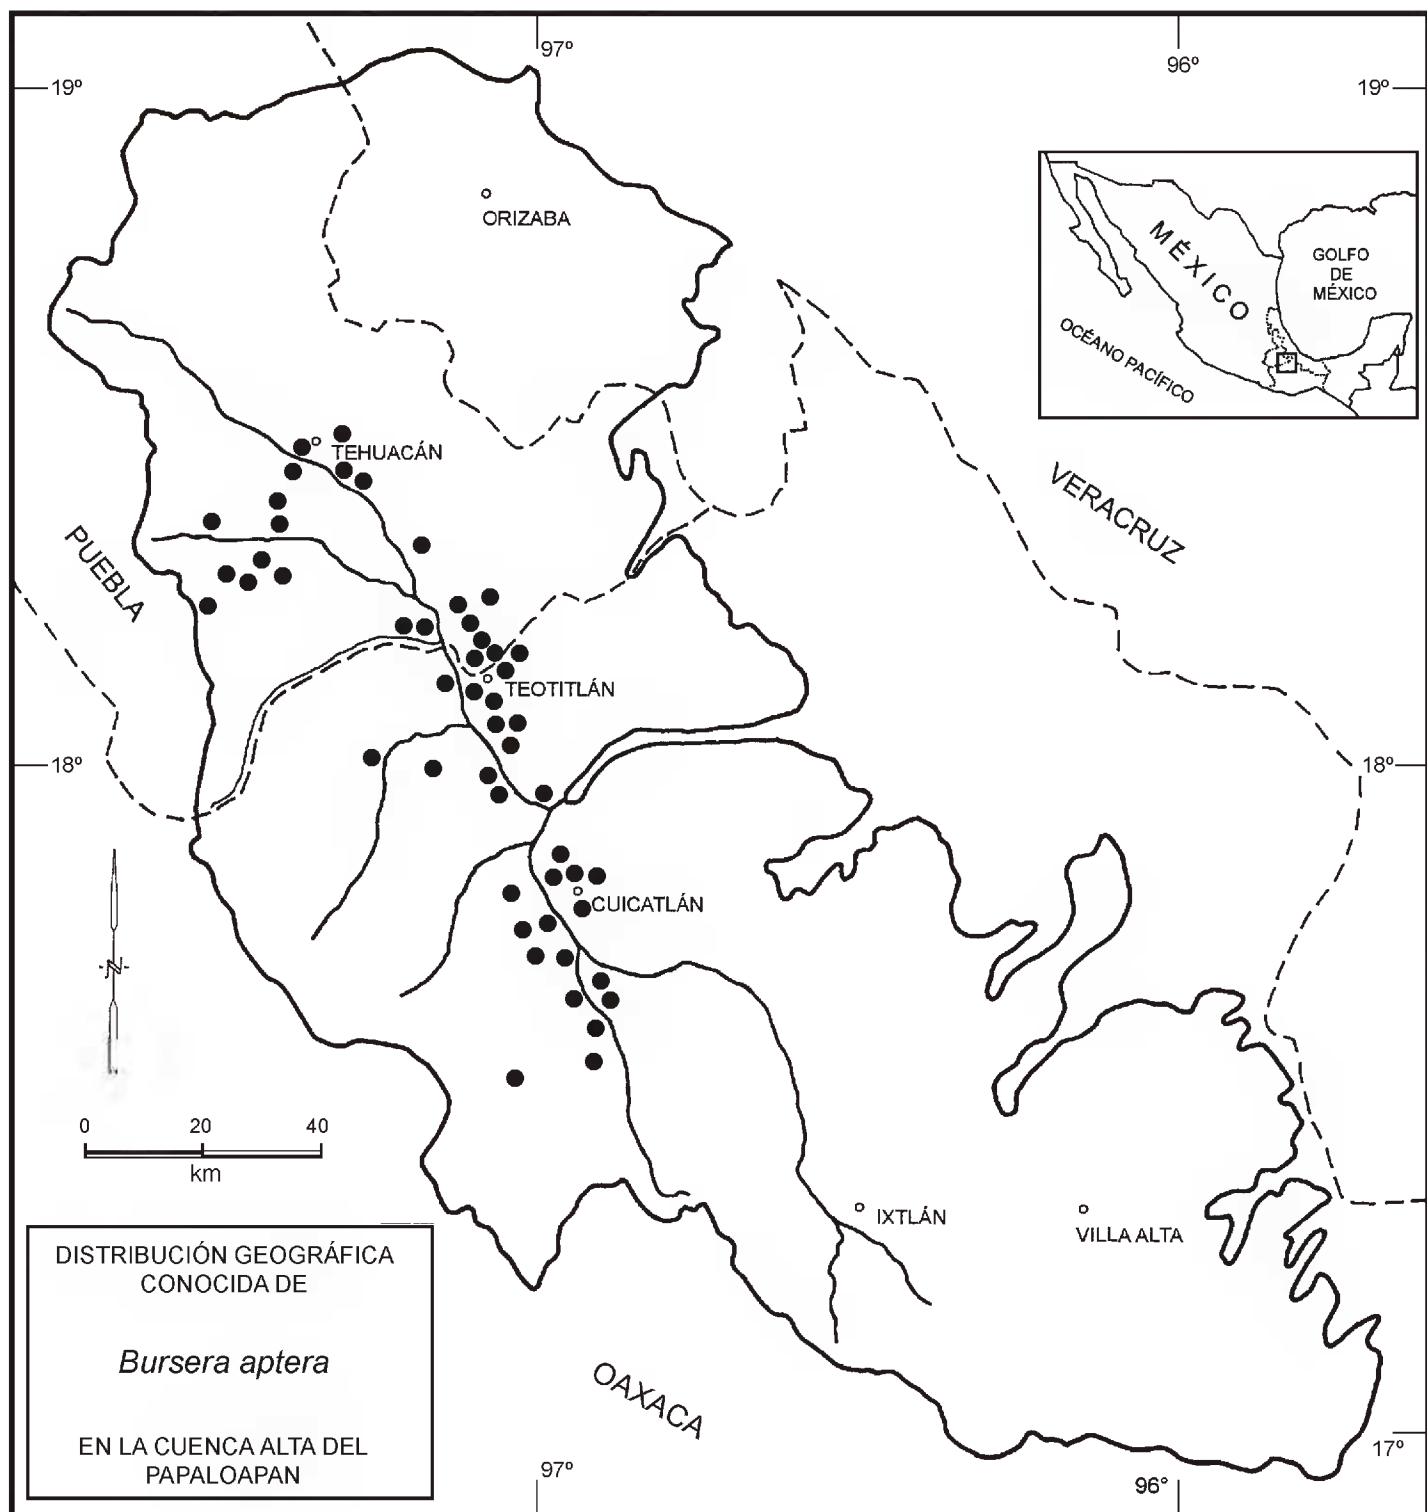 97º
96º
19º
19º
ORIZABA
MÉXICO
GOLFO
DE
MÉXICO
OCÉANO PACÍFICO
TEHUACÁN
VERACRUZ
PUEBLA
TEOTITLÁN
18º
18º
CUICATLÁN
N
0 20 40
km
IXTLÁN
VILLA ALTA
DISTRIBUCIÓN GEOGRÁFICA
CONOCIDA DE
Bursera aptera
EN LA CUENCA ALTA DEL
PAPALOAPAN
OAXACA
17º
97º
96°